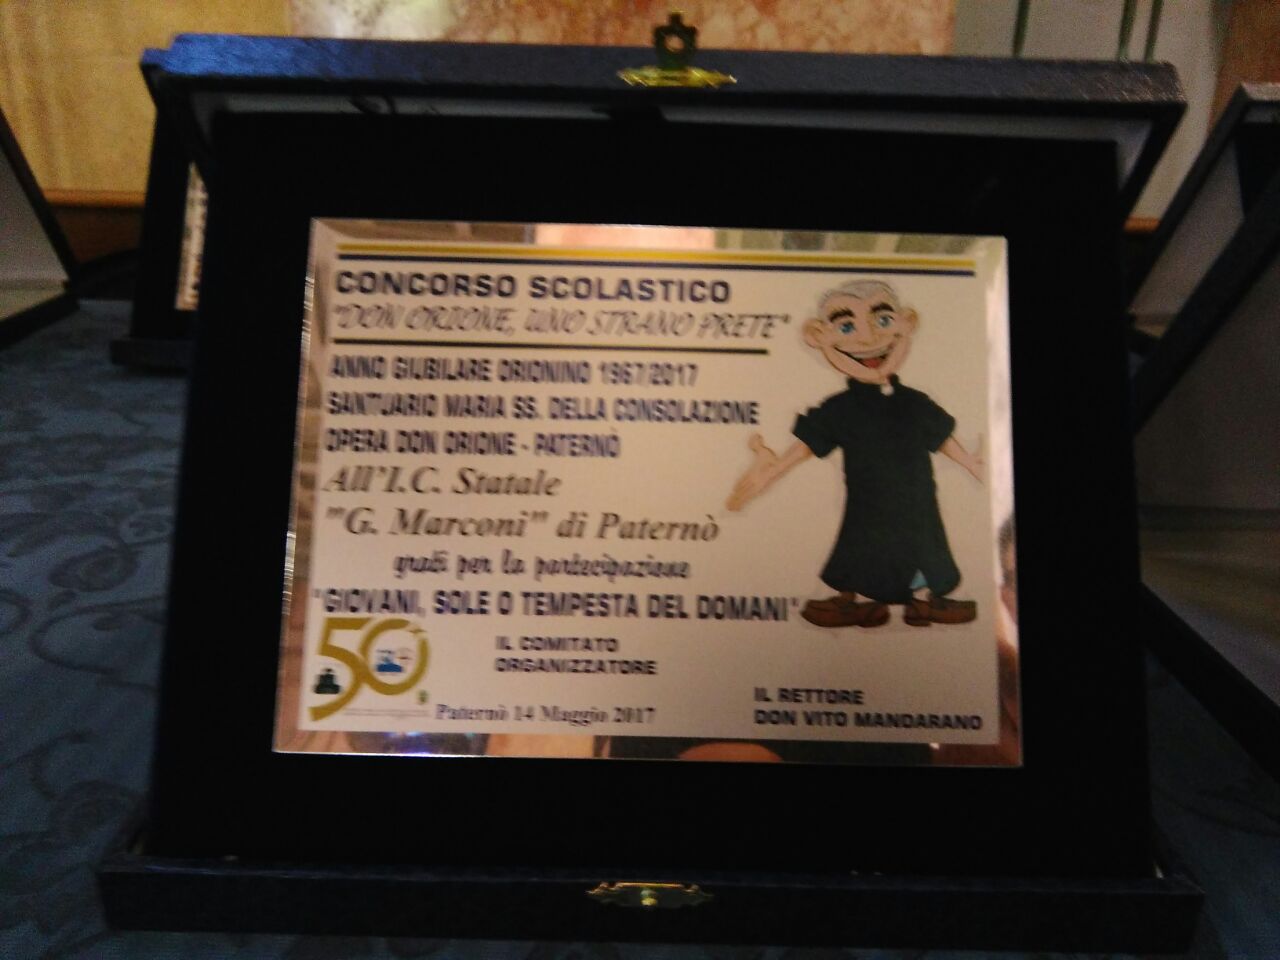 CONCORSO SCOLASTICO
"DON ORIONE, UNO STRANO PRETE"
ANNO GIUBILARE ORIONINO 1967/2017
SANTUARIO MARIA SS. DELLA CONSOLAZIONE
OPERA DON ORIONE - PATERNÒ
All'I.C. Statale
"G. Marconi" di Paternò
grati per la partecipazione
"GIOVANI, SOLE O TEMPESTA DEL DOMANI"
50
IL COMITATO
ORGANIZZATORE
Paternò 14 Maggio 2017
IL RETTORE
DON VITO MANDARANO